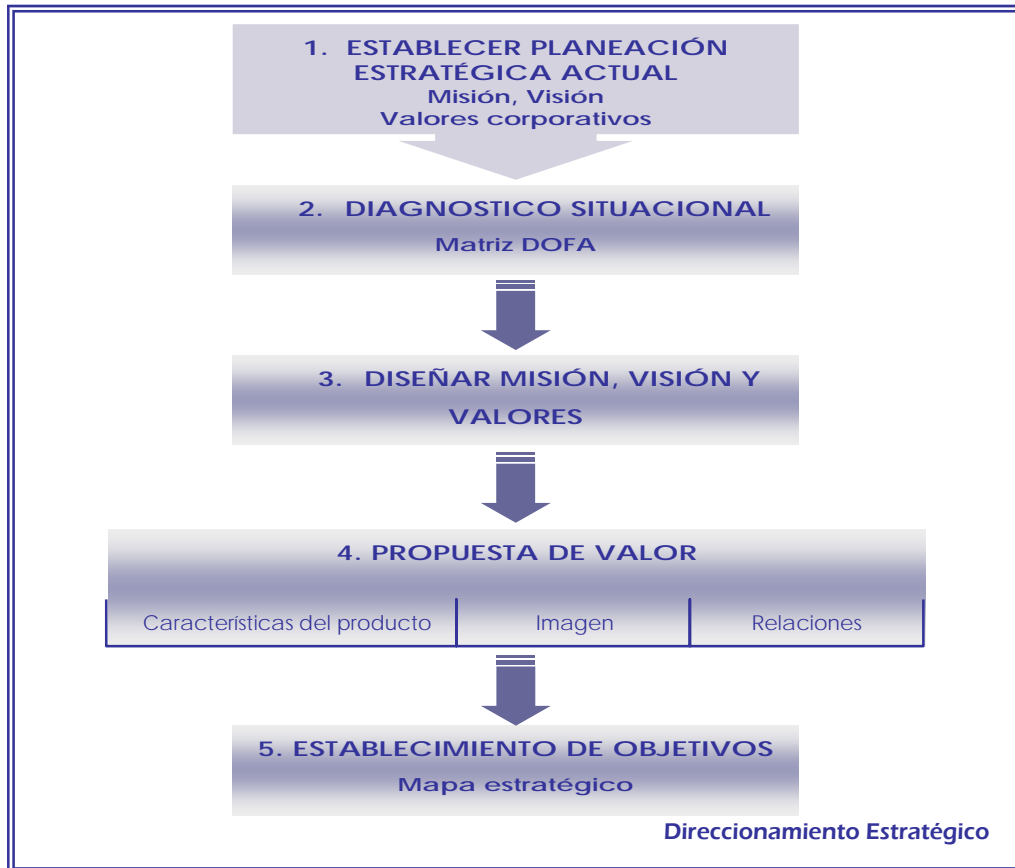 1. ESTABLECER PLANEACIÓN
ESTRATÉGICA ACTUAL
Misión, Visión
Valores corporativos
2. DIAGNOSTICO SITUACIONAL
Matriz DOFA
3. DISEÑAR MISIÓN, VISIÓN Y
VALORES
4. PROPUESTA DE VALOR
Características del producto
Imagen
Relaciones
5. ESTABLECIMIENTO DE OBJETIVOS
Mapa estratégico
Direccionamiento Estratégico